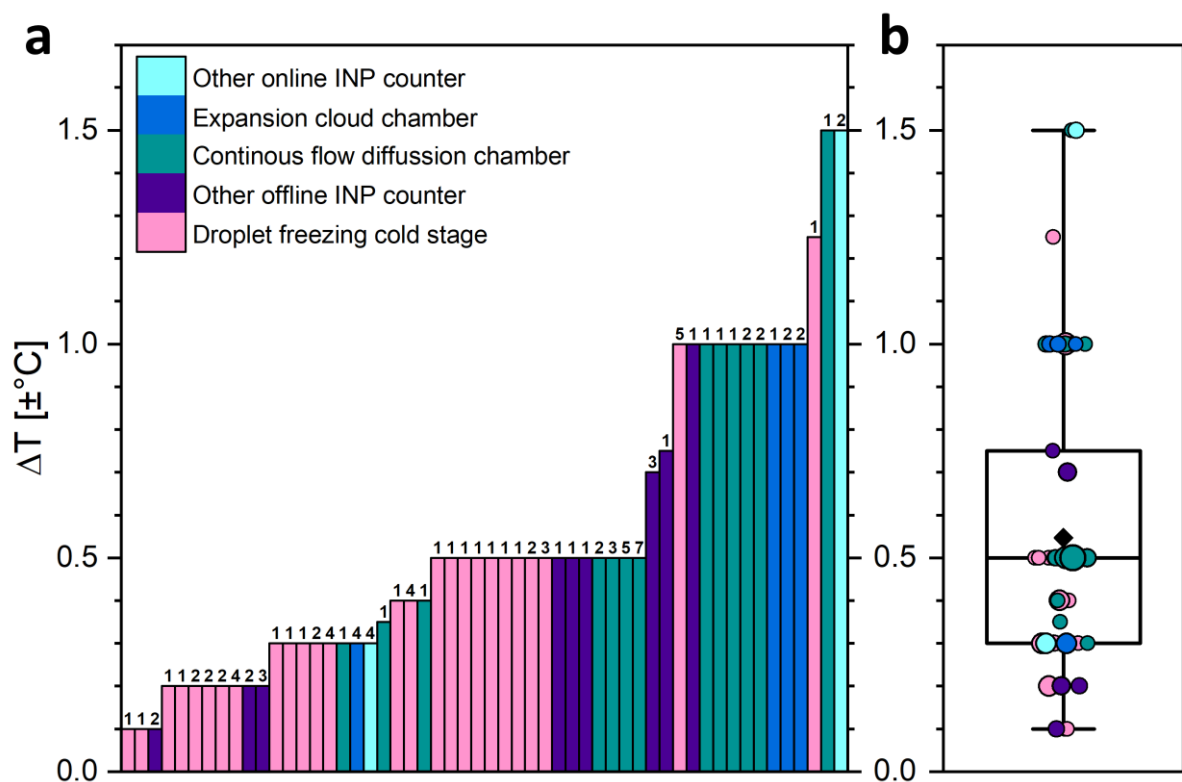 a
b
Other online INP counter
Expansion cloud chamber
Continous flow diffussion chamber
Other offline INP counter
Droplet freezing cold stage
ΔT [±°C]
1.5
1.0
0.5
0.0
1.5
1.0
0.5
0.0
1 1 2
1 1 2 2 2 4 2 3
1 1 1 2 4 1 4 4
1
1 4 1
1 1 1 1 1 1 1 2 3 1 1 1 2 3 5 7
3
1
5 1 1 1 1 2 2 1 2 2
1
1 2